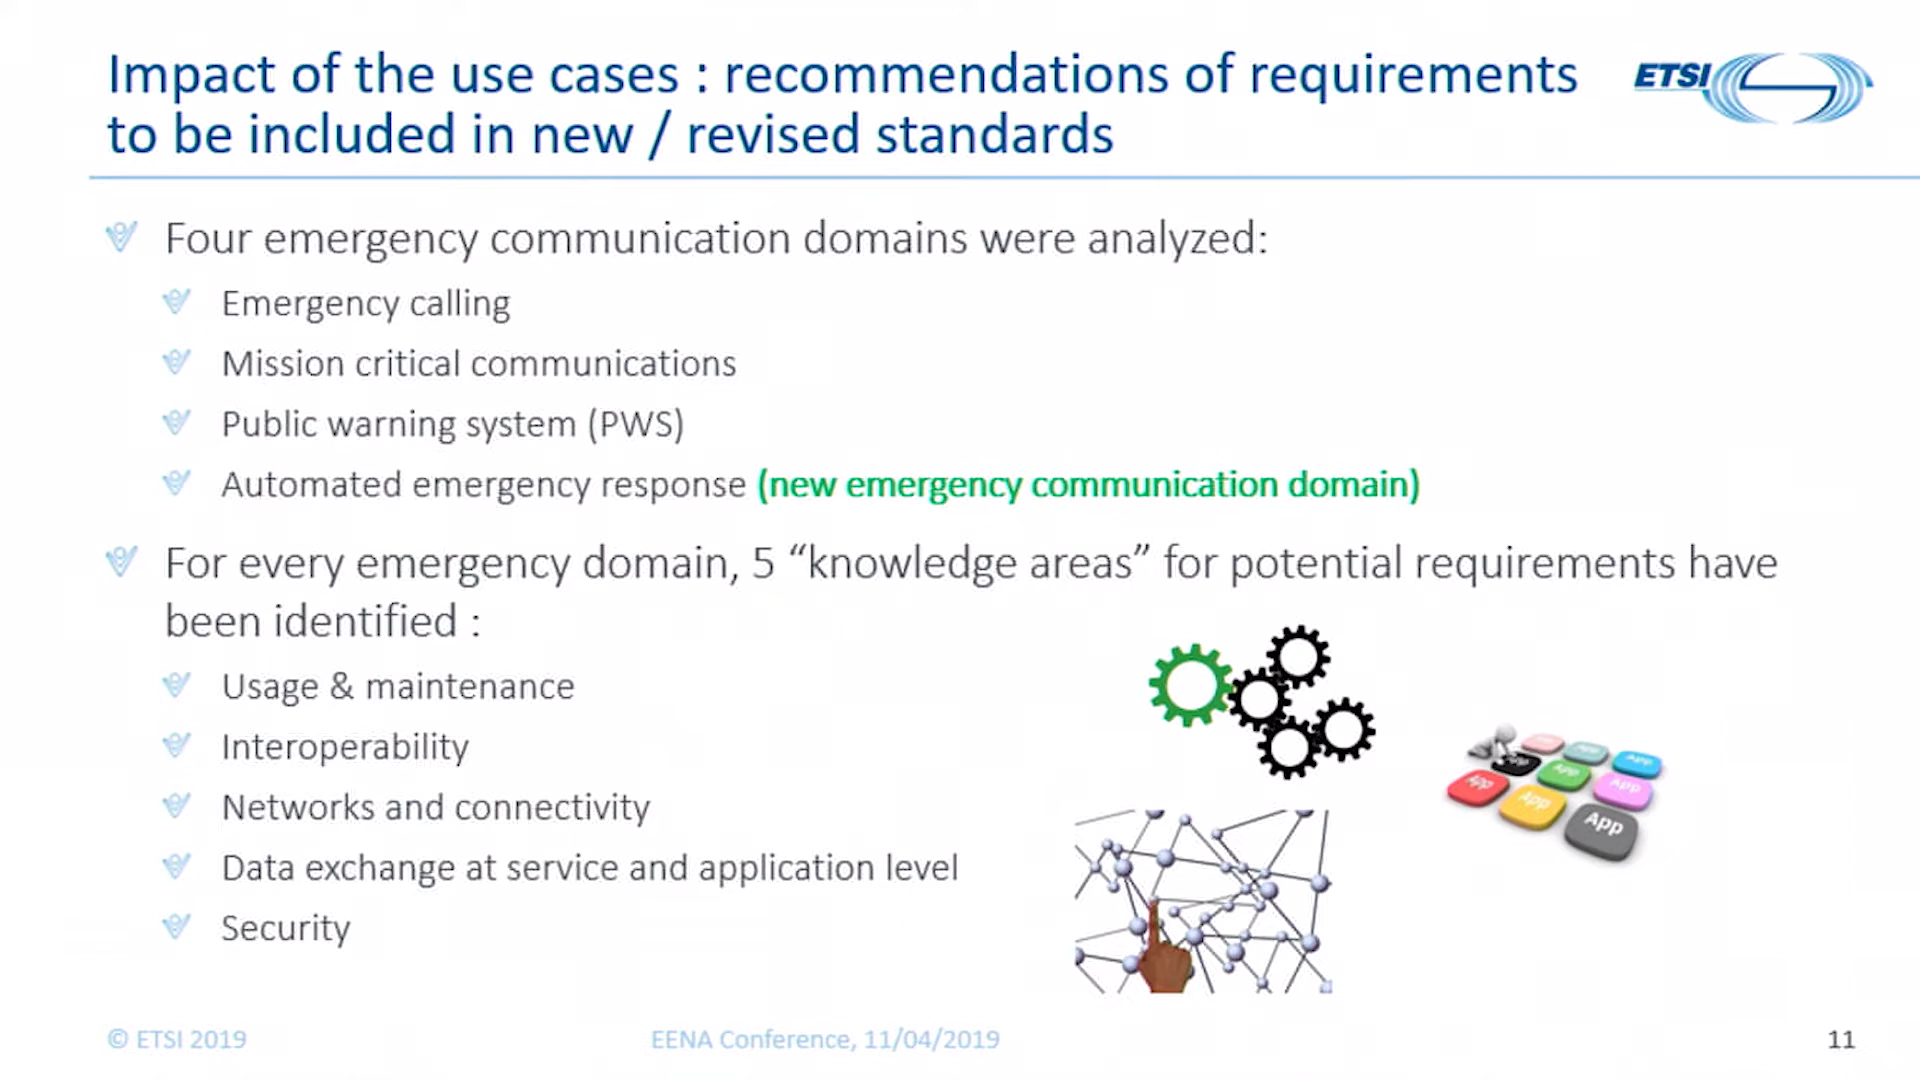 Impact of the use cases : recommendations of requirements
to be included in new / revised standards
ETSI
Four emergency communication domains were analyzed:
Emergency calling
Mission critical communications
Public warning system (PWS)
Automated emergency response (new emergency communication domain)
For every emergency domain, 5 “knowledge areas” for potential requirements have
been identified :
Usage & maintenance
Interoperability
Networks and connectivity
Data exchange at service and application level
Security
App
App
App
App
App
App
App
App
© ETSI 2019
EENA Conference, 11/04/2019
11